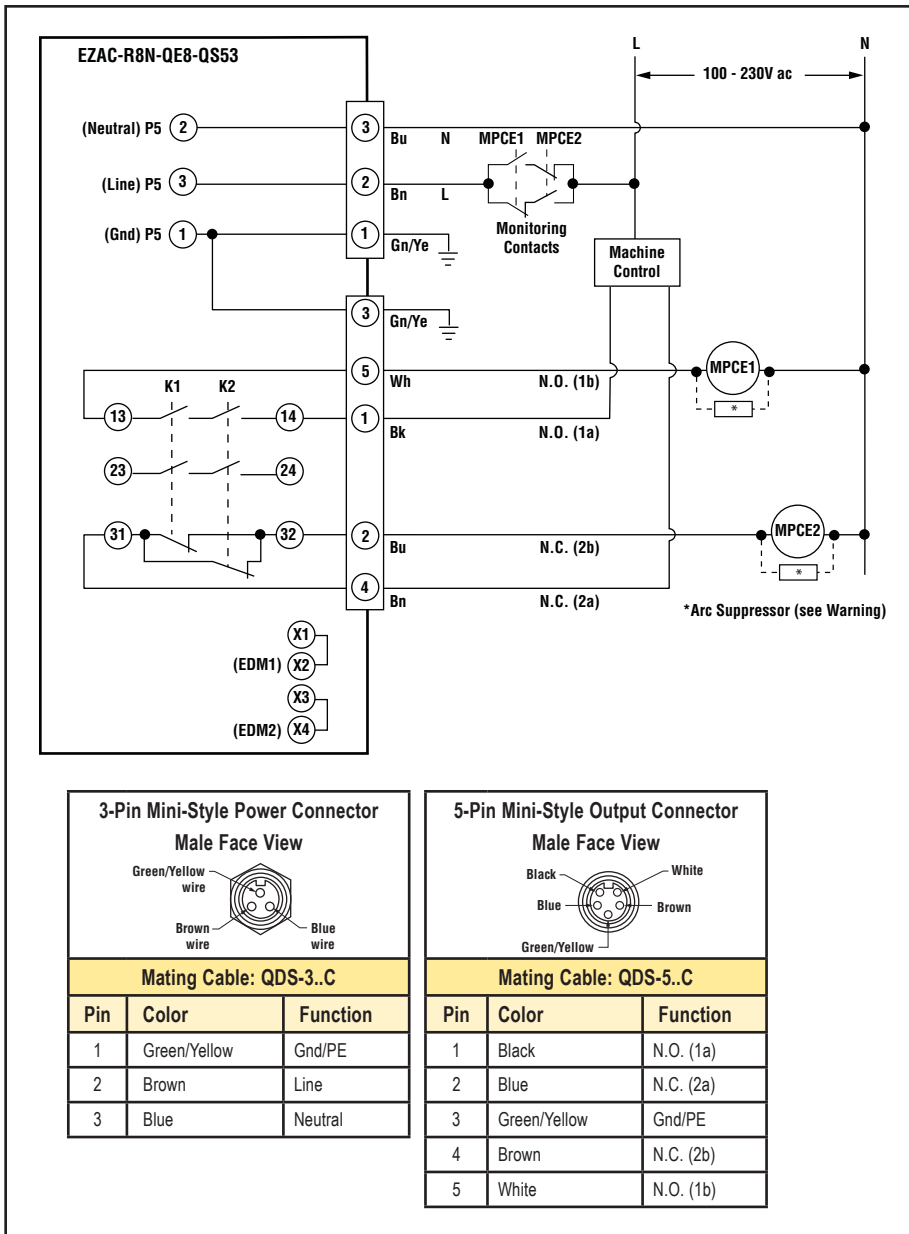 EZAC-R8N-QE8-QS53
L
N
100 - 230V ac
(Neutral) P5 2
3
Bu N
MPCE1 MPCE2
(Line) P5 3
2
Bn L
Monitoring
Contacts
(Gnd) P5 1
1
Gn/Ye
Machine
Control
3
Gn/Ye
5
Wh N.O. (1b)
MPCE1
*
K1 K2
13 14
1
Bk N.O. (1a)
23 24
31 32
2
Bu N.C. (2b)
MPCE2
*
4
Bn N.C. (2a)
*Arc Suppressor (see Warning)
X1
(EDM1) X2
X3
(EDM2) X4
3-Pin Mini-Style Power Connector
Male Face View
Green/Yellow
wire
Brown
wire
Blue
wire
Mating Cable: QDS-3..C
Pin Color Function
1 Green/Yellow Gnd/PE
2 Brown Line
3 Blue Neutral
5-Pin Mini-Style Output Connector
Male Face View
Black
White
Blue
Brown
Green/Yellow
Mating Cable: QDS-5..C
Pin Color Function
1 Black N.O. (1a)
2 Blue N.C. (2a)
3 Green/Yellow Gnd/PE
4 Brown N.C. (2b)
5 White N.O. (1b)